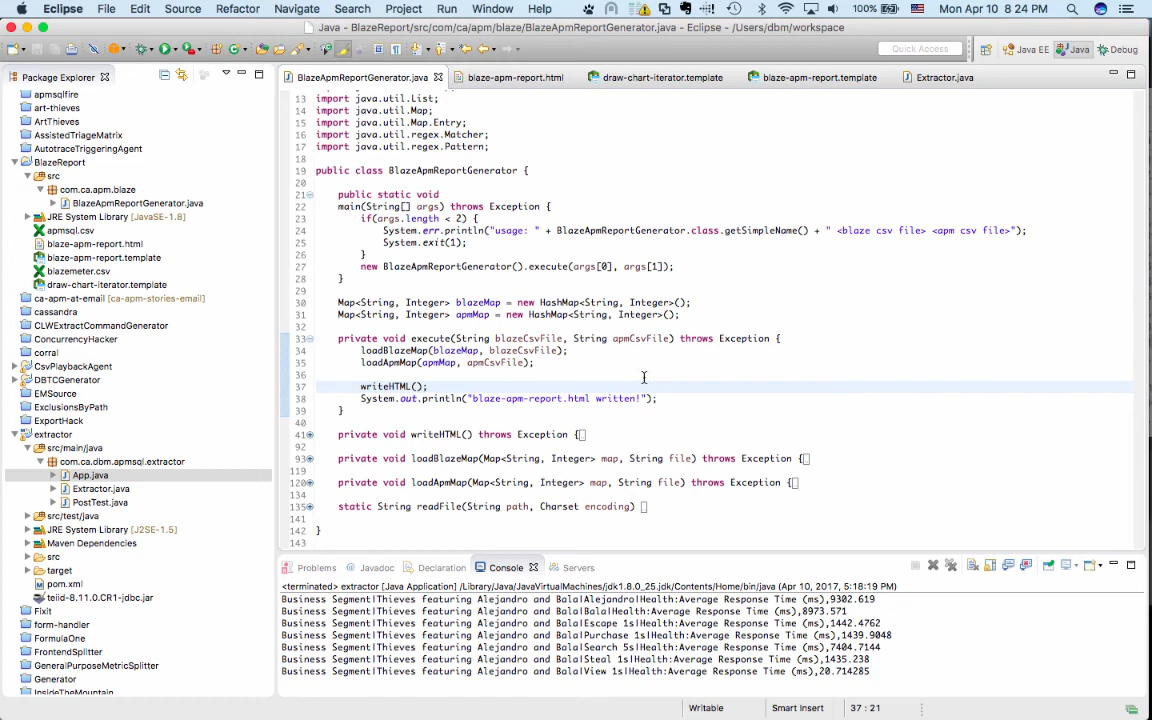 Eclipse File Edit Source Refactor Navigate Search Project Run Window Help 100% Mon Apr 10 8:24 PM
Java - BlazeReport/src/com/ca/apm/blaze/BlazeApmReportGenerator.java - Eclipse - /Users/dbm/workspace
Quick Access Java EE Java Debug
Package Explorer
apmsqlfire
art-thieves
ArtThieves
AssistedTriageMatrix
AutotraceTriggeringAgent
BlazeReport
src
com.ca.apm.blaze
BlazeApmReportGenerator.java
JRE System Library [JavaSE-1.8]
apmsql.csv
blaze-apm-report.html
blaze-apm-report.template
blazemeter.csv
draw-chart-iterator.template
ca-apm-at-email (ca-apm-stories-email)
cassandra
CLWExtractCommandGenerator
ConcurrencyHacker
corral
CsvPlaybackAgent
DBTCGenerator
EMSource
ExclusionsByPath
ExportHack
extractor
src/main/java
com.ca.dbm.apmsql.extractor
App.java
Extractor.java
PostTest.java
src/test/java
JRE System Library [J2SE-1.5]
Maven Dependencies
src
target
pom.xml
teiid-8.11.0.CR1-jdbc.jar
Fixit
form-handler
FormulaOne
FrontendSplitter
GeneralPurposeMetricSplitter
Generator
InsideTheMountain
BlazeApmReportGenerator.java blaze-apm-report.html draw-chart-iterator.template blaze-apm-report.template Extractor.java
13 import java.util.List;
14 import java.util.Map;
15 import java.util.Map.Entry;
16 import java.util.regex.Matcher;
17 import java.util.regex.Pattern;
18
19 public class BlazeApmReportGenerator {
20
21 public static void
22 main(String[] args) throws Exception {
23 if(args.length < 2) {
24 System.err.println("usage: " + BlazeApmReportGenerator.class.getSimpleName() + " <blaze csv file> <apm csv file>");
25 System.exit(1);
26 }
27 new BlazeApmReportGenerator().execute(args[0], args[1]);
28 }
29
30 Map<String, Integer> blazeMap = new HashMap<String, Integer>();
31 Map<String, Integer> apmMap = new HashMap<String, Integer>();
32
33 private void execute(String blazeCsvFile, String apmCsvFile) throws Exception {
34 loadBlazeMap(blazeMap, blazeCsvFile);
35 loadApmMap(apmMap, apmCsvFile);
36
37 writeHTML();
38 System.out.println("blaze-apm-report.html written!");
39 }
40
41 private void writeHTML() throws Exception {
92
93 private void loadBlazeMap(Map<String, Integer> map, String file) throws Exception {
119
120 private void loadApmMap(Map<String, Integer> map, String file) throws Exception {
134
135 static String readFile(String path, Charset encoding)
141
142 }
143
Problems Javadoc Declaration Console Servers
<terminated> extractor [Java Application] /Library/Java/JavaVirtualMachines/jdk1.8.0_25.jdk/Contents/Home/bin/java (Apr 10, 2017, 5:18:19 PM)
Business Segment|Thieves featuring Alejandro and Bala|Alejandro|Health:Average Response Time (ms),9302.619
Business Segment|Thieves featuring Alejandro and Bala|Bala|Health:Average Response Time (ms),8973.571
Business Segment|Thieves featuring Alejandro and Bala|Escape 1s|Health:Average Response Time (ms),1442.4762
Business Segment|Thieves featuring Alejandro and Bala|Purchase 1s|Health:Average Response Time (ms),1439.9048
Business Segment|Thieves featuring Alejandro and Bala|Search 5s|Health:Average Response Time (ms),7404.7144
Business Segment|Thieves featuring Alejandro and Bala|Steal 1s|Health:Average Response Time (ms),1435.238
Business Segment|Thieves featuring Alejandro and Bala|View 1s|Health:Average Response Time (ms),20.714285
Writable Smart Insert 37 : 21